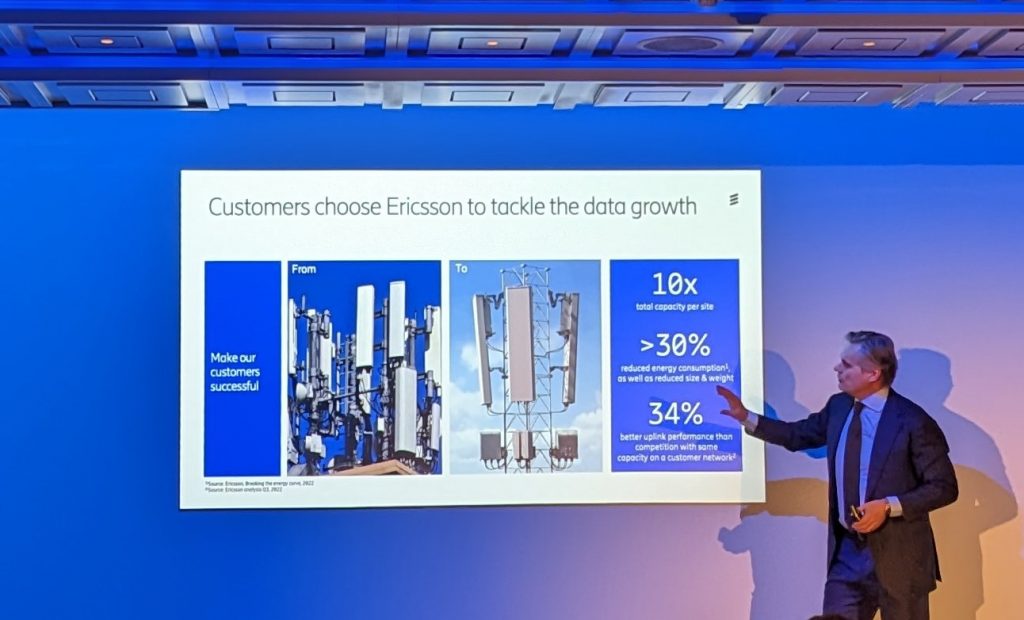 Customers choose Ericsson to tackle the data growth
Make our
customers
successful
From
To
10x
total capacity per site
>30%
reduced energy consumption¹,
as well as reduced size & weight
34%
better uplink performance than
competition with same
capacity on a customer network²
¹Source: Ericsson, Breaking the energy curve, 2022
²Source: Ericsson analysis Q3, 2022